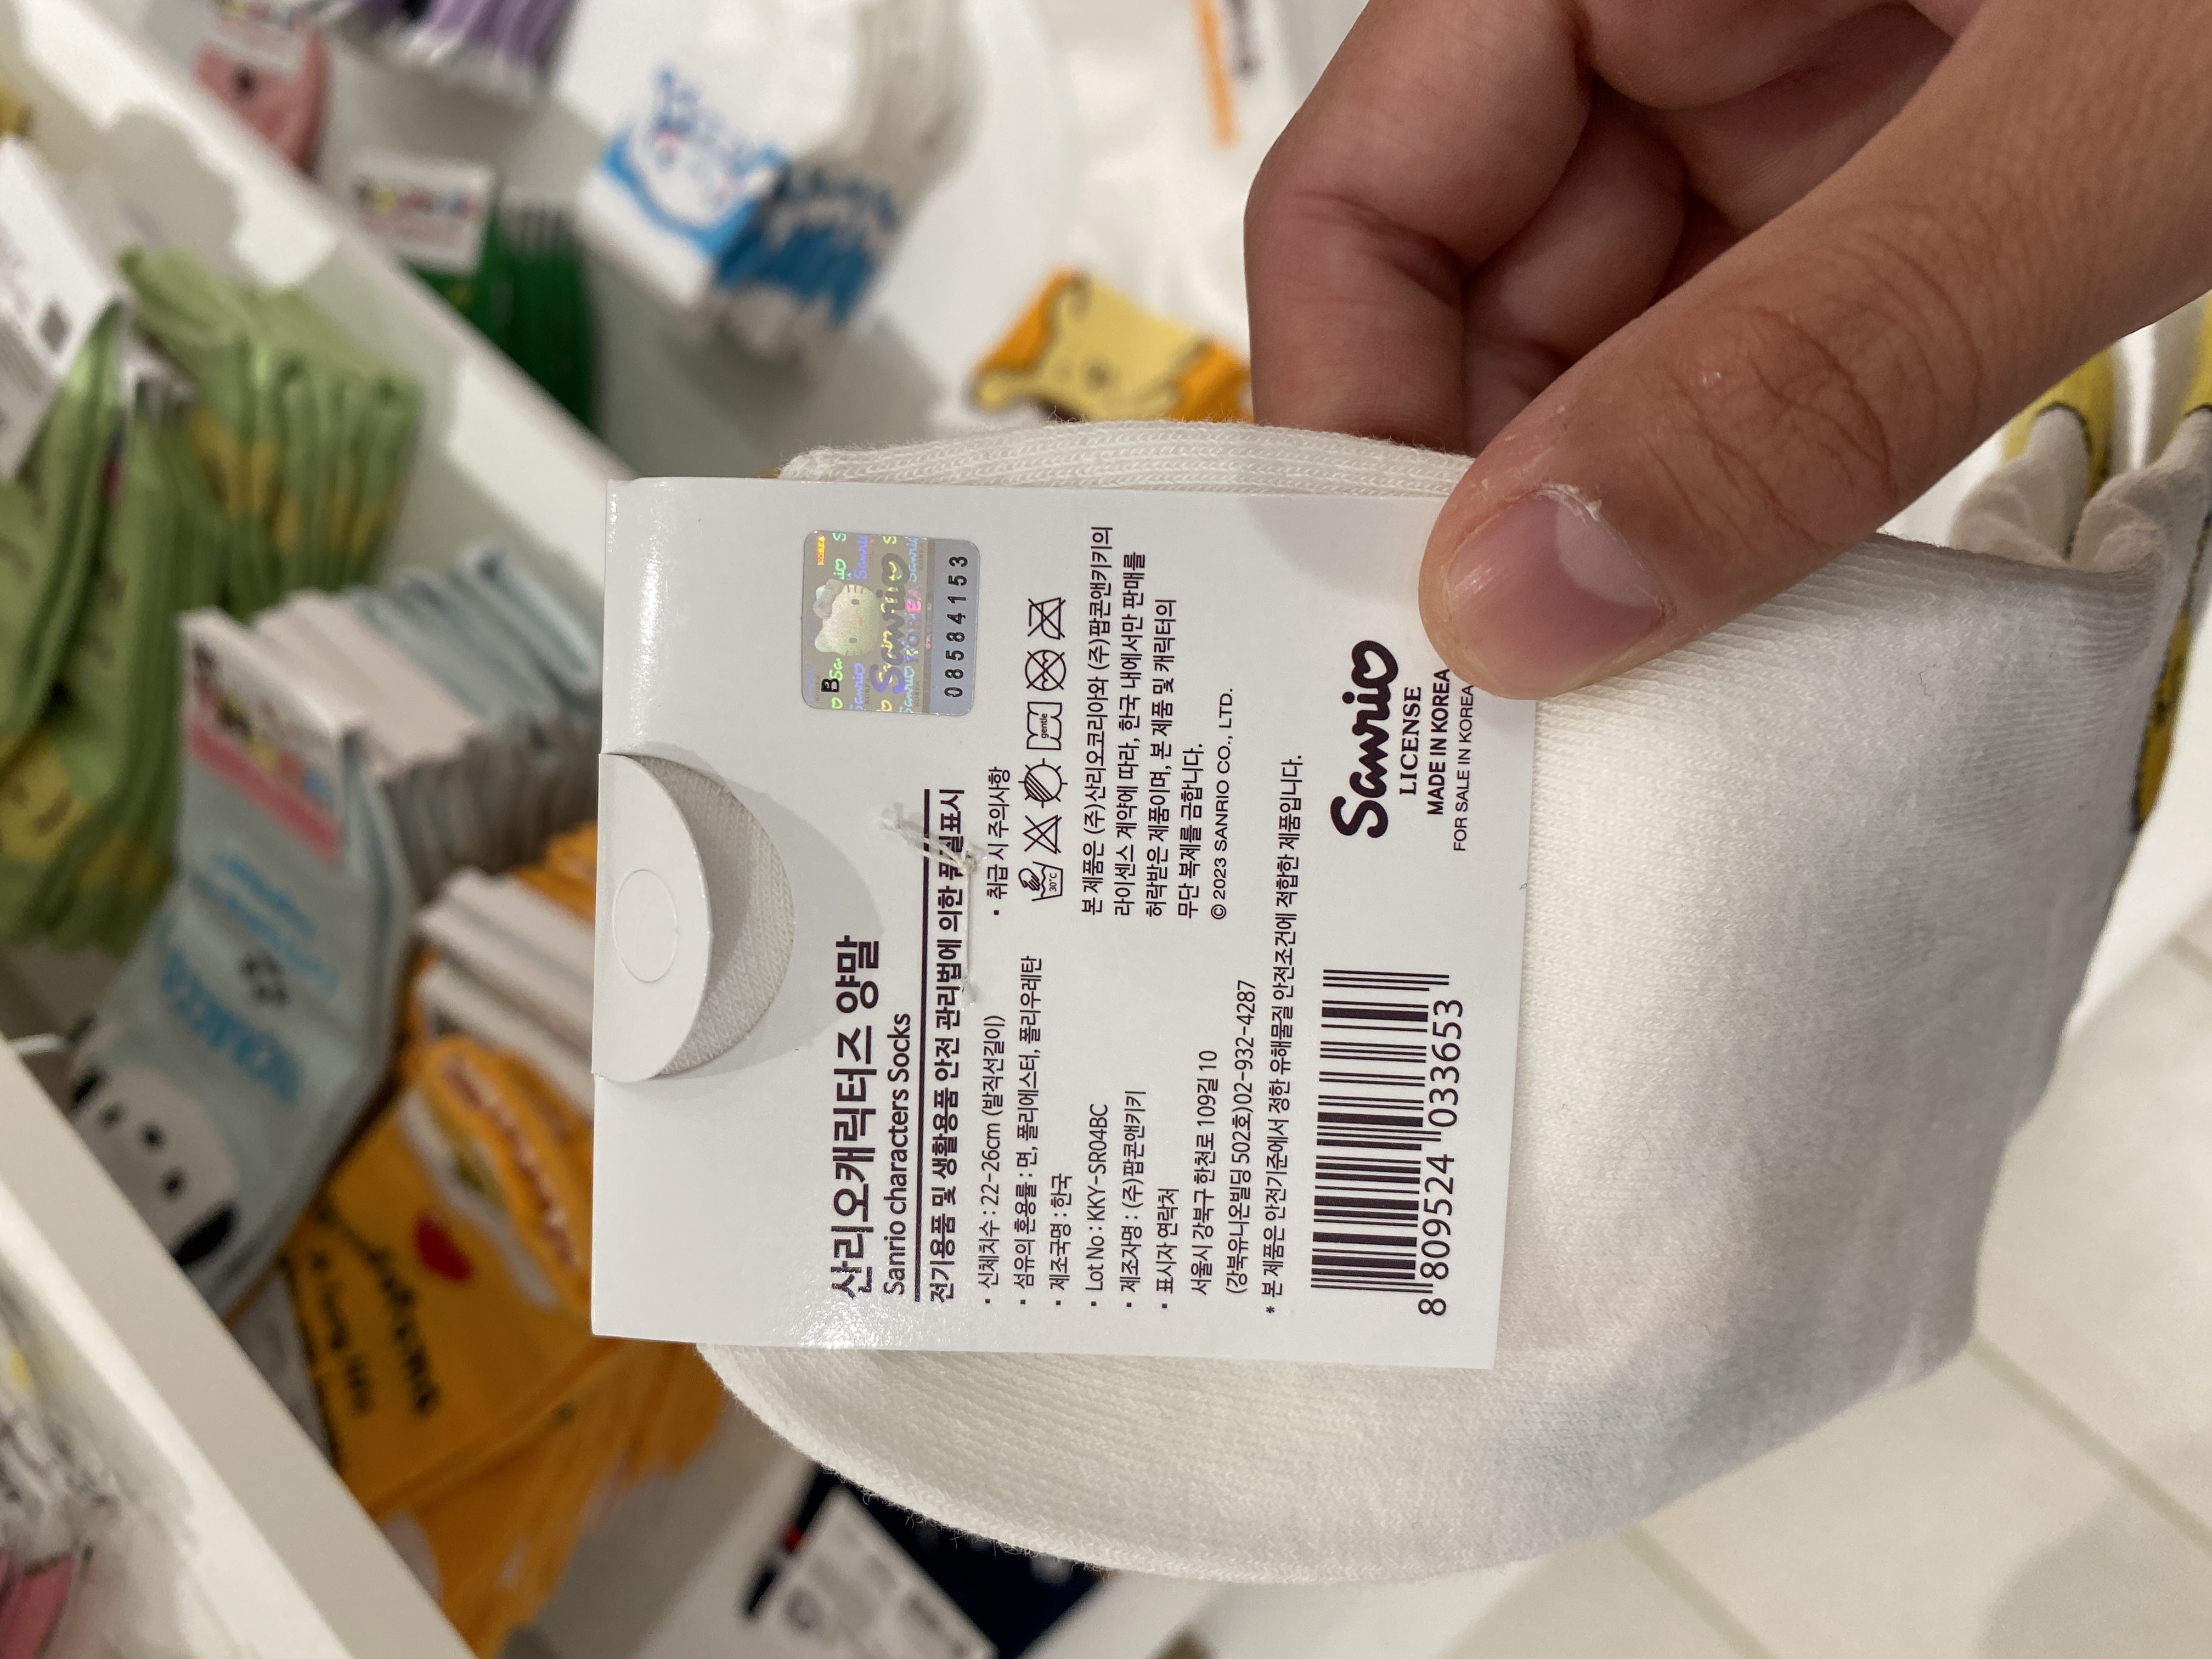 산리오캐릭터즈 양말
Sanrio characters Socks
전기용품 및 생활용품 안전 관리법에 의한 품질표시
· 신체치수 : 22-26cm (발직선길이)
· 섬유의 혼용률 : 면, 폴리에스터, 폴리우레탄
· 제조국명 : 한국
· Lot No : KKY-SR04BC
· 제조자명 : (주)팝콘앤키키
· 표시자 연락처
서울시 강북구 한천로 109길 10
(강북유니온빌딩 502호)02-932-4287
· 취급 시 주의사항
30°C
gentle
본 제품은 (주)산리오코리아와 (주)팝콘앤키키의
라이센스 계약에 따라, 한국 내에서만 판매를
허락받은 제품이며, 본 제품 및 캐릭터의
무단 복제를 금합니다.
© 2023 SANRIO CO., LTD.
* 본 제품은 안전기준에서 정한 유해물질 안전조건에 적합한 제품입니다.
8 809524 033653
Sanrio
LICENSE
MADE IN KOREA
FOR SALE IN KOREA
B
Sanrio
KOREA
08584153